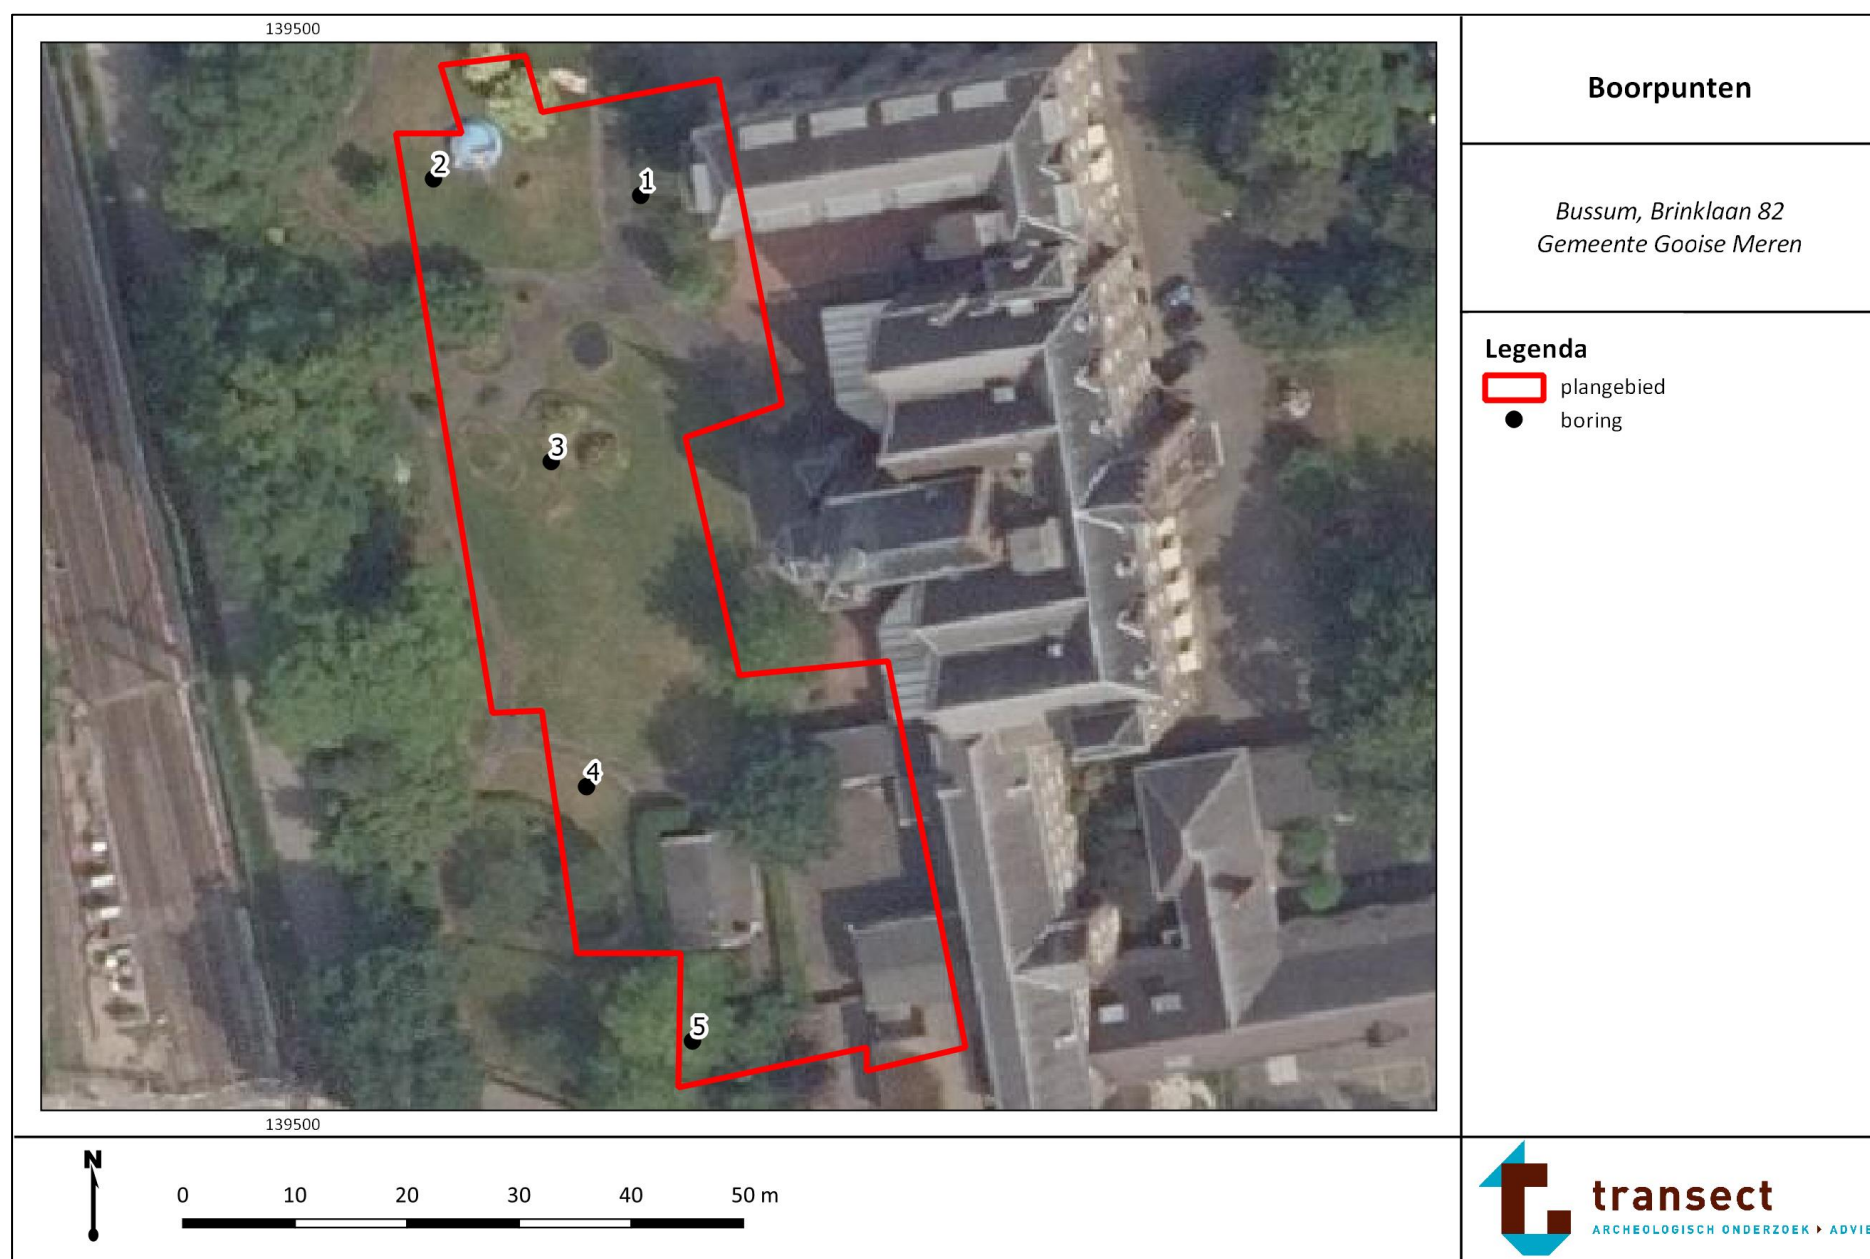 139500
Boorpunten
Bussum, Brinklaan 82
Gemeente Gooise Meren
Legenda
plangebied
boring
2
1
3
4
5
139500
N
0 10 20 30 40 50 m
transect
ARCHEOLOGISCH ONDERZOEK ▸ ADVIE